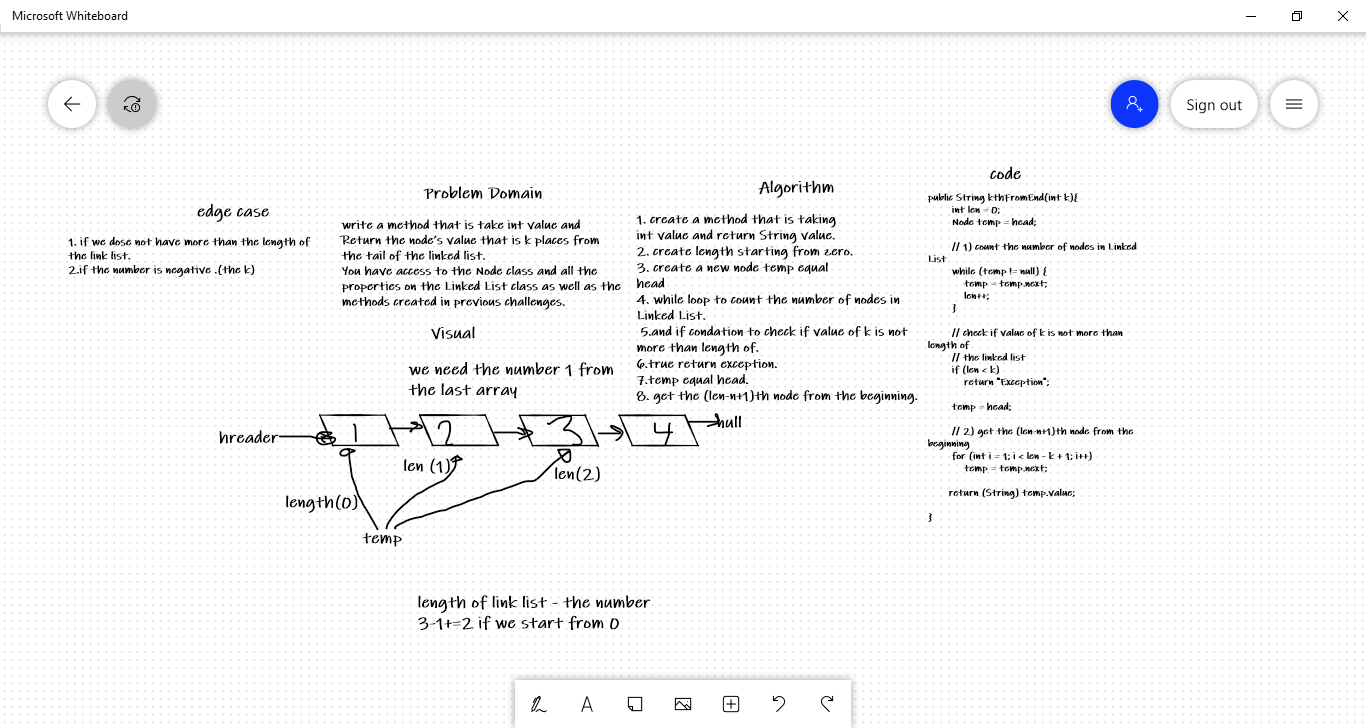 Microsoft Whiteboard
Sign out
edge case
1. if we dose not have more than the length of
the link list.
2.if the number is negative .(the k)
Problem Domain
write a method that is take int value and
Return the node's value that is k places from
the tail of the linked list.
You have access to the Node class and all the
properties on the Linked List class as well as the
methods created in previous challenges.
Visual
we need the number 1 from
the last array
hreader
1
2
3
4
null
len (1)
len(2)
length(0)
temp
length of link list - the number
3-1+=2 if we start from 0
Algorithm
1. create a method that is taking
int value and return String value.
2. create length starting from zero.
3. create a new node temp equal
head
4. while loop to count the number of nodes in
Linked List.
5.and if condation to check if value of k is not
more than length of.
6.true return exception.
7.temp equal head.
8. get the (len-n+1)th node from the beginning.
code
public String kthFromEnd(int k){
int len = 0;
Node temp = head;
// 1) count the number of nodes in Linked
List
while (temp != null) {
temp = temp.next;
len++;
}
// check if value of k is not more than
length of
// the linked list
if (len < k)
return "Exception";
temp = head;
// 2) get the (len-n+1)th node from the
beginning
for (int i = 1; i < len - k + 1; i++)
temp = temp.next;
return (String) temp.value;
}
A